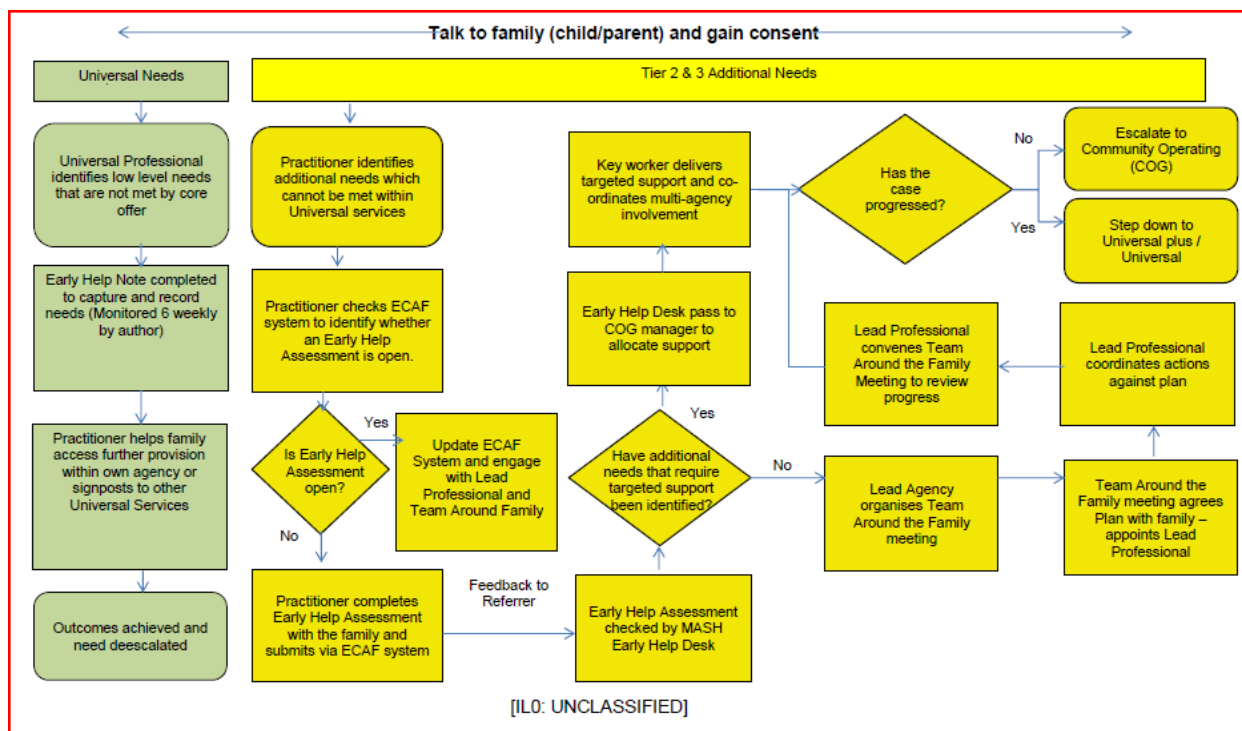 Talk to family (child/parent) and gain consent
Universal Needs
Tier 2 & 3 Additional Needs
Universal Professional
identifies low level needs
that are not met by core
offer
Early Help Note completed
to capture and record
needs (Monitored 6 weekly
by author)
Practitioner helps family
access further provision
within own agency or
signposts to other
Universal Services
Outcomes achieved and
need deescalated
Practitioner identifies
additional needs which
cannot be met within
Universal services
Practitioner checks ECAF
system to identify whether
an Early Help
Assessment is open.
Is Early Help
Assessment
open?
Yes
Update ECAF
System and engage
with Lead
Professional and
Team Around Family
No
Practitioner completes
Early Help Assessment
with the family and
submits via ECAF system
Feedback to
Referrer
Early Help Assessment
checked by MASH
Early Help Desk
Have additional
needs that require
targeted support
been identified?
Yes
Early Help Desk pass to
COG manager to
allocate support
Key worker delivers
targeted support and co-
ordinates multi-agency
involvement
No
Lead Agency
organises Team
Around the Family
meeting
Team Around the
Family meeting agrees
Plan with family –
appoints Lead
Professional
Lead Professional
coordinates actions
against plan
Lead Professional
convenes Team
Around the Family
Meeting to review
progress
Has the
case
progressed?
No
Escalate to
Community Operating
(COG)
Yes
Step down to
Universal plus /
Universal
[IL0: UNCLASSIFIED]